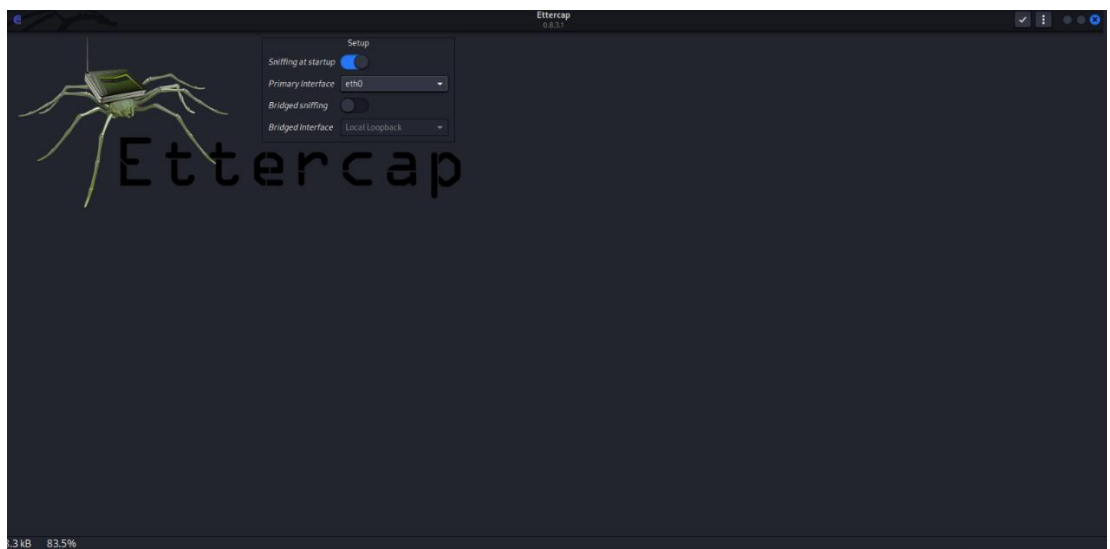 Ettercap
0.8.3.1
Setup
Sniffing at startup
Primary Interface eth0
Bridged sniffing
Bridged Interface Local Loopback
Ettercap
.3 kB 83.5%